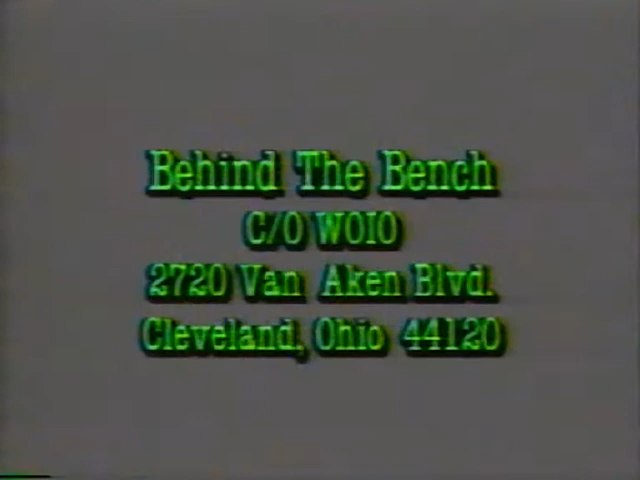 Behind The Bench
C/O WOIO
2720 Van Aken Blvd.
Cleveland, Ohio 44120